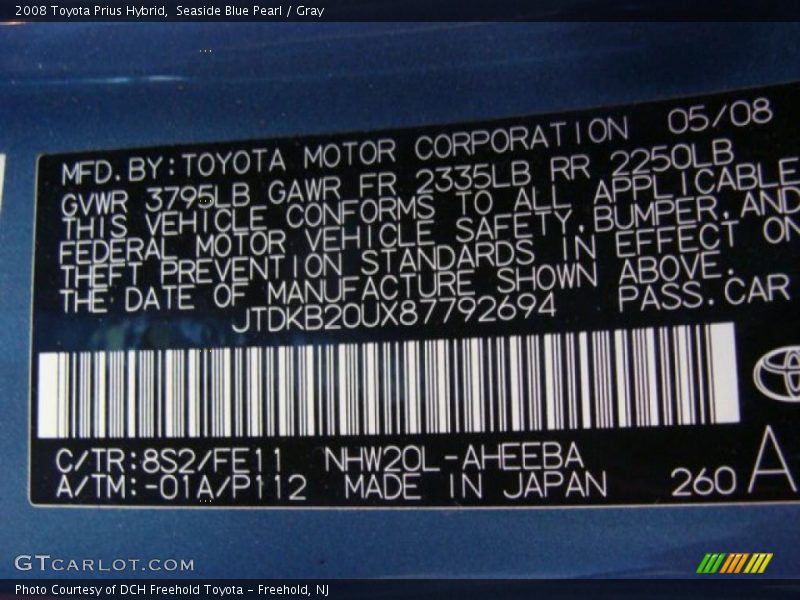 2008 Toyota Prius Hybrid, Seaside Blue Pearl / Gray
MFD.BY:TOYOTA MOTOR CORPORATION 05/08
GVWR 3795LB GAWR FR 2335LB RR 2250LB
THIS VEHICLE CONFORMS TO ALL APPLICABLE
FEDERAL MOTOR VEHICLE SAFETY,BUMPER,AND
THEFT PREVENTION STANDARDS IN EFFECT ON
THE DATE OF MANUFACTURE SHOWN ABOVE.
JTDKB20UX87792694 PASS.CAR
C/TR:8S2/FE11 NHW20L-AHEEBA
A/TM:-01A/P112 MADE IN JAPAN 260 A
GTCARLOT.COM
Photo Courtesy of DCH Freehold Toyota - Freehold, NJ